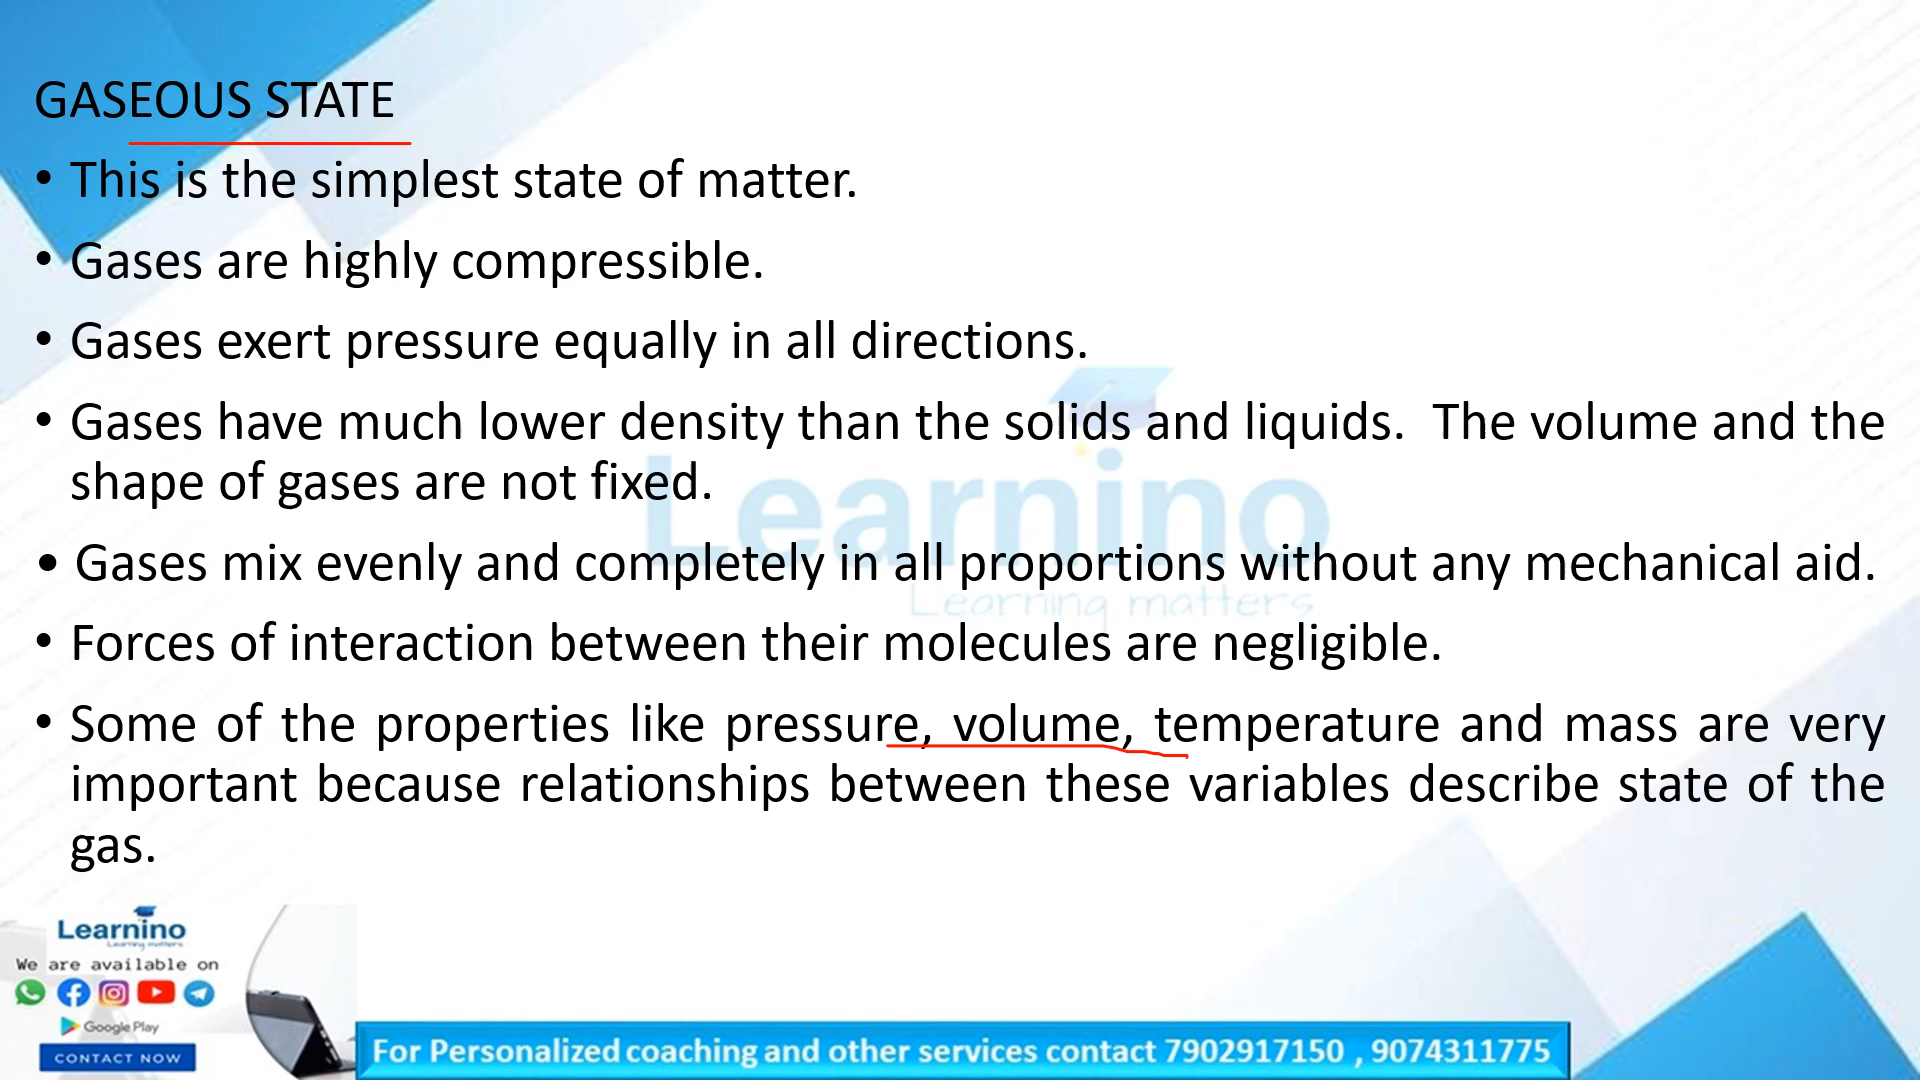 GASEOUS STATE
• This is the simplest state of matter.
• Gases are highly compressible.
• Gases exert pressure equally in all directions.
• Gases have much lower density than the solids and liquids. The volume and the
shape of gases are not fixed.
• Gases mix evenly and completely in all proportions without any mechanical aid.
• Forces of interaction between their molecules are negligible.
• Some of the properties like pressure, volume, temperature and mass are very
important because relationships between these variables describe state of the
gas.
Learnino
Learning matters
Learnino
Learning matters
We are available on
Google Play
CONTACT NOW
For Personalized coaching and other services contact 7902917150 , 9074311775